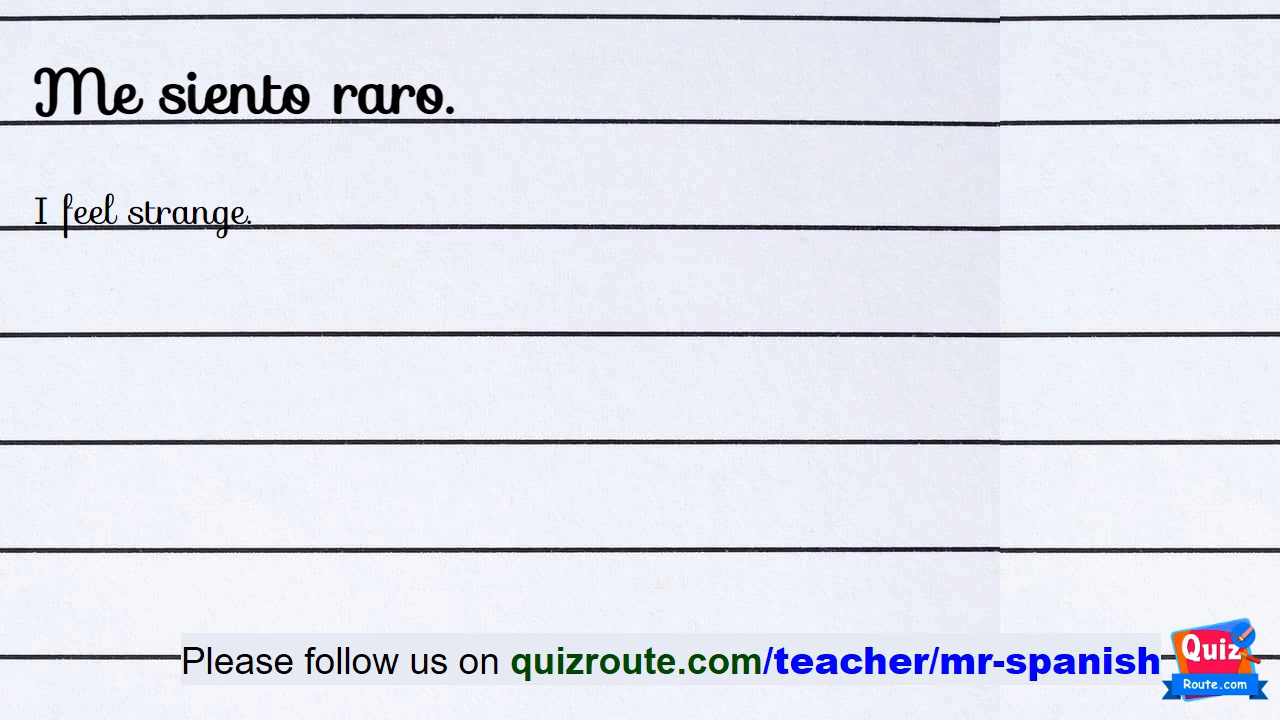 Me siento raro.
I feel strange.
Please follow us on quizroute.com/teacher/mr-spanish
Quiz
Route.com